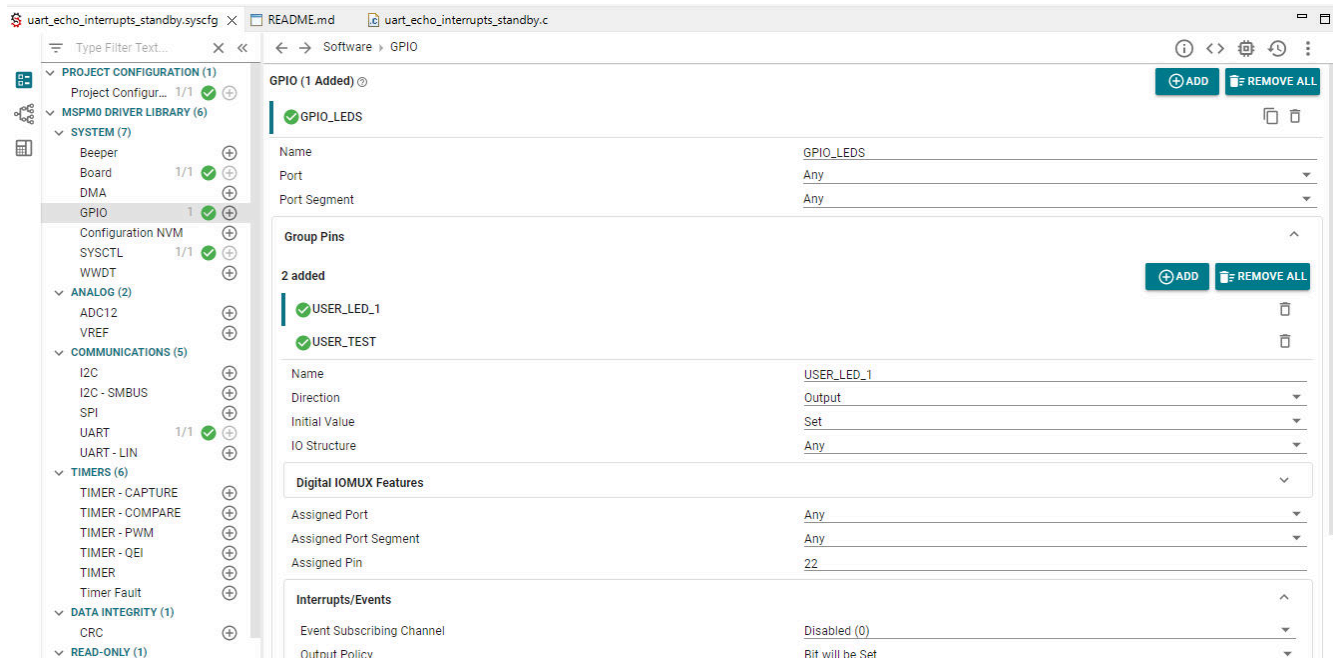 uart_echo_interrupts_standby.syscfg README.md uart_echo_interrupts_standby.c
Type Filter Text...
PROJECT CONFIGURATION (1)
Project Configur... 1/1
MSPM0 DRIVER LIBRARY (6)
SYSTEM (7)
Beeper
Board 1/1
DMA
GPIO 1
Configuration NVM
SYSCTL 1/1
WWDT
ANALOG (2)
ADC12
VREF
COMMUNICATIONS (5)
I2C
I2C - SMBUS
SPI
UART 1/1
UART - LIN
TIMERS (6)
TIMER - CAPTURE
TIMER - COMPARE
TIMER - PWM
TIMER - QEI
TIMER
Timer Fault
DATA INTEGRITY (1)
CRC
READ-ONLY (1)
Software > GPIO
GPIO (1 Added) ADD REMOVE ALL
GPIO_LEDS
Name GPIO_LEDS
Port Any
Port Segment Any
Group Pins
2 added ADD REMOVE ALL
USER_LED_1
USER_TEST
Name USER_LED_1
Direction Output
Initial Value Set
IO Structure Any
Digital IOMUX Features
Assigned Port Any
Assigned Port Segment Any
Assigned Pin 22
Interrupts/Events
Event Subscribing Channel Disabled (0)
Output Policy Bit will be Set